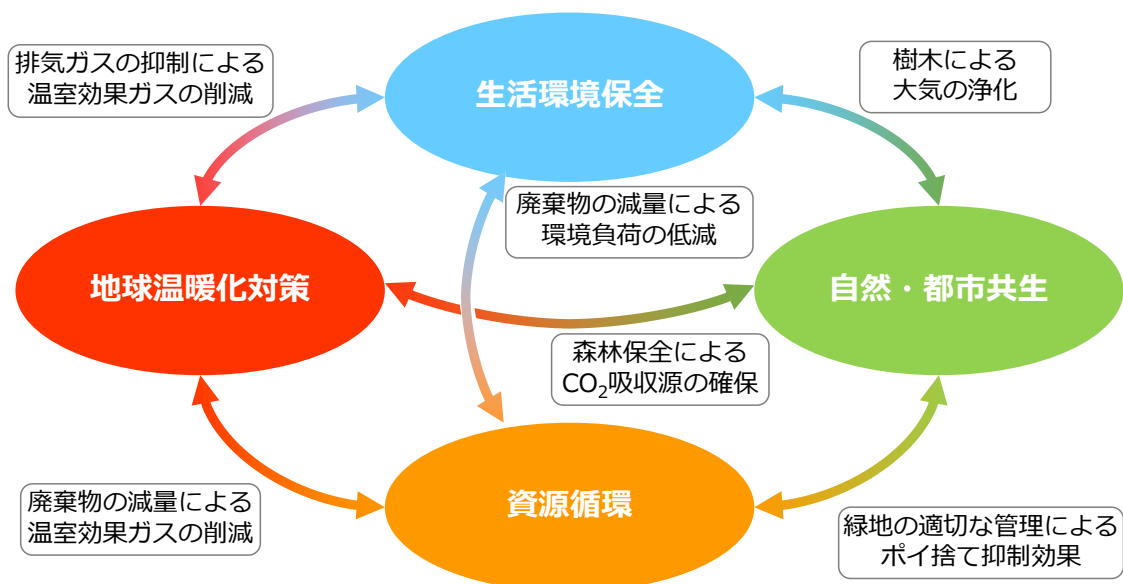 排気ガスの抑制による
温室効果ガスの削減
生活環境保全
樹木による
大気の浄化
廃棄物の減量による
環境負荷の低減
地球温暖化対策
自然・都市共生
森林保全による
CO₂吸収源の確保
廃棄物の減量による
温室効果ガスの削減
資源循環
緑地の適切な管理による
ポイ捨て抑制効果